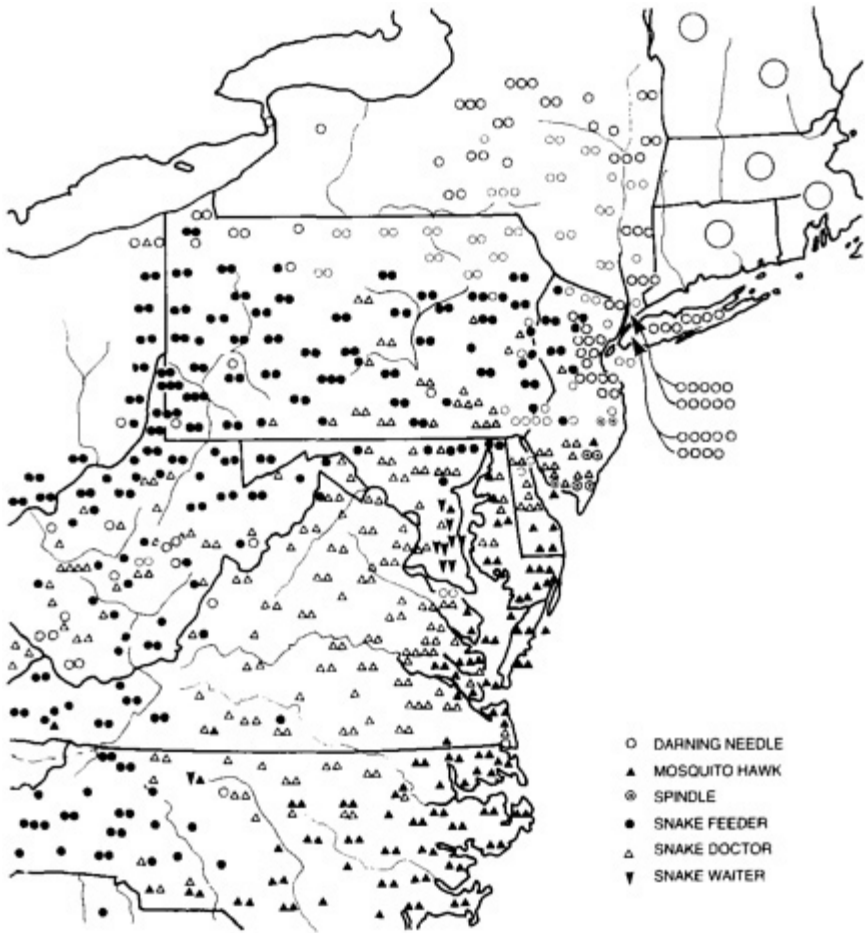 DARNING NEEDLE
MOSQUITO HAWK
SPINDLE
SNAKE FEEDER
SNAKE DOCTOR
SNAKE WAITER